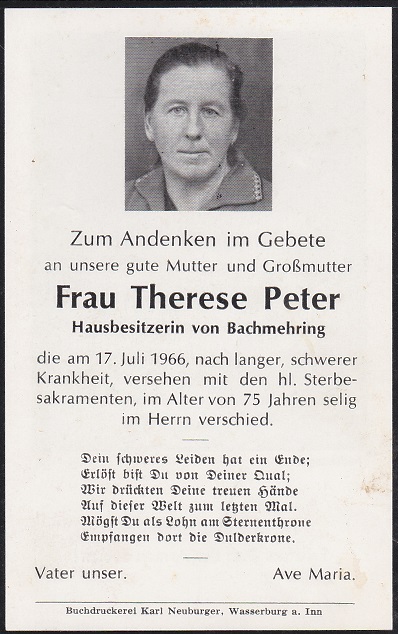 Zum Andenken im Gebete
an unsere gute Mutter und Großmutter
Frau Therese Peter
Hausbesitzerin von Bachmehring
die am 17. Juli 1966, nach langer, schwerer
Krankheit, versehen mit den hl. Sterbe-
sakramenten, im Alter von 75 Jahren selig
im Herrn verschied.
Dein schweres Leiden hat ein Ende;
Erlöst bist Du von Deiner Qual;
Wir drückten Deine treuen Hände
Auf dieser Welt zum letzten Mal.
Mögst Du als Lohn am Sternenthrone
Empfangen dort die Dulderkrone.
Vater unser. Ave Maria.
Buchdruckerei Karl Neuburger, Wasserburg a. Inn